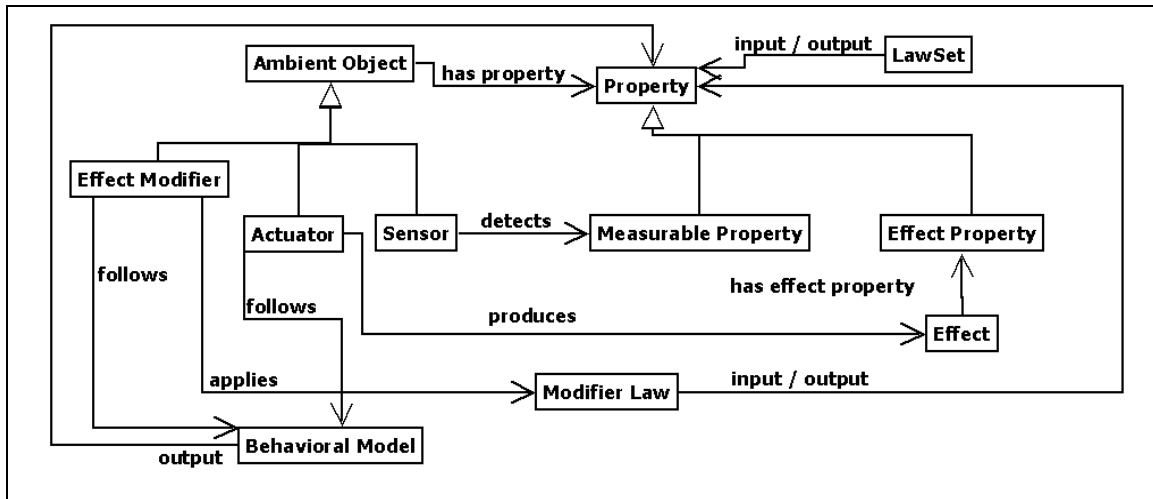 input / output
LawSet
Ambient Object
has property
Property
Effect Modifier
Actuator
Sensor
detects
Measurable Property
Effect Property
follows
follows
has effect property
produces
Effect
applies
Modifier Law
input / output
Behavioral Model
output